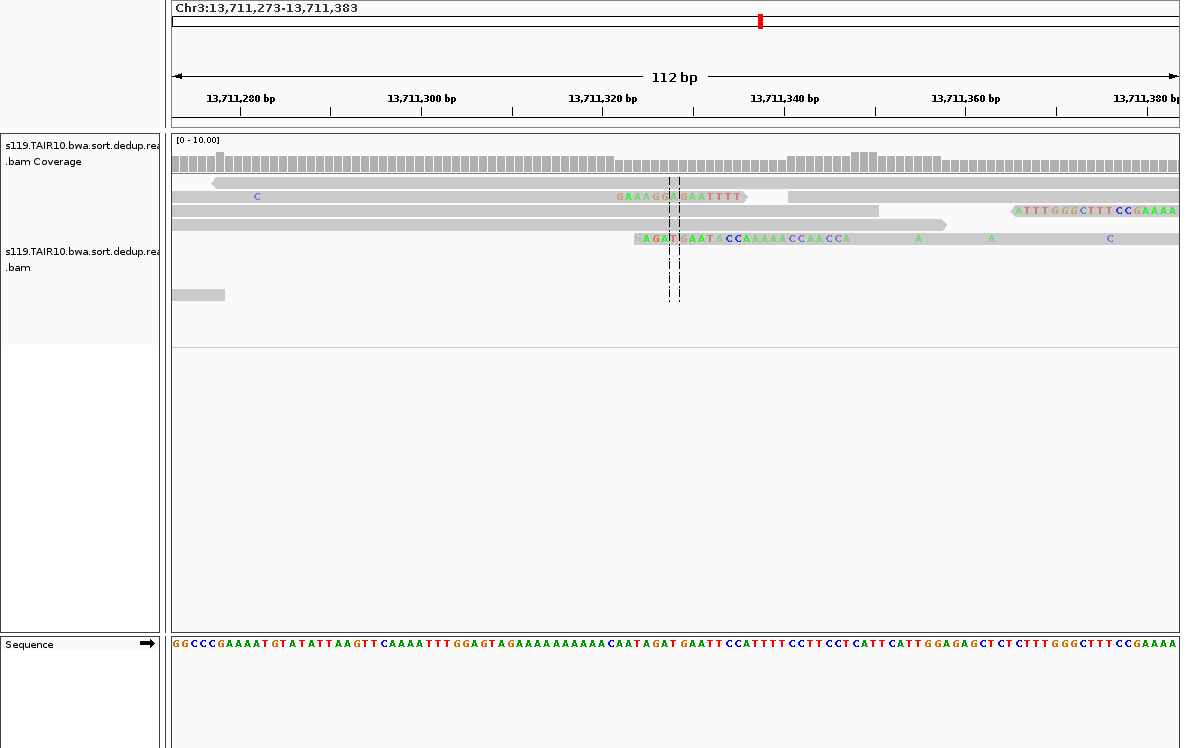 Chr3:13,711,273-13,711,383
112 bp
13,711,280 bp 13,711,300 bp 13,711,320 bp 13,711,340 bp 13,711,360 bp 13,711,380 bp
s119.TAIR10.bwa.sort.dedup.rea
.bam Coverage
[0 - 10.00]
C GAAAGGAGAATTTT
ATTTGGGCTTTCCGAAAA
AGATGAATACCAAAAACCAACCA A A C
s119.TAIR10.bwa.sort.dedup.rea
.bam
Sequence
GGCCCGAAAATGTATATTAAGTTCAAAATTTGGAGTAGAAAAAAAAAACAATAGATGAATTCCATTTTCCTTCCTCATTCATTGGAGAGCTCTCTTTGGGCTTTCCGAAAA